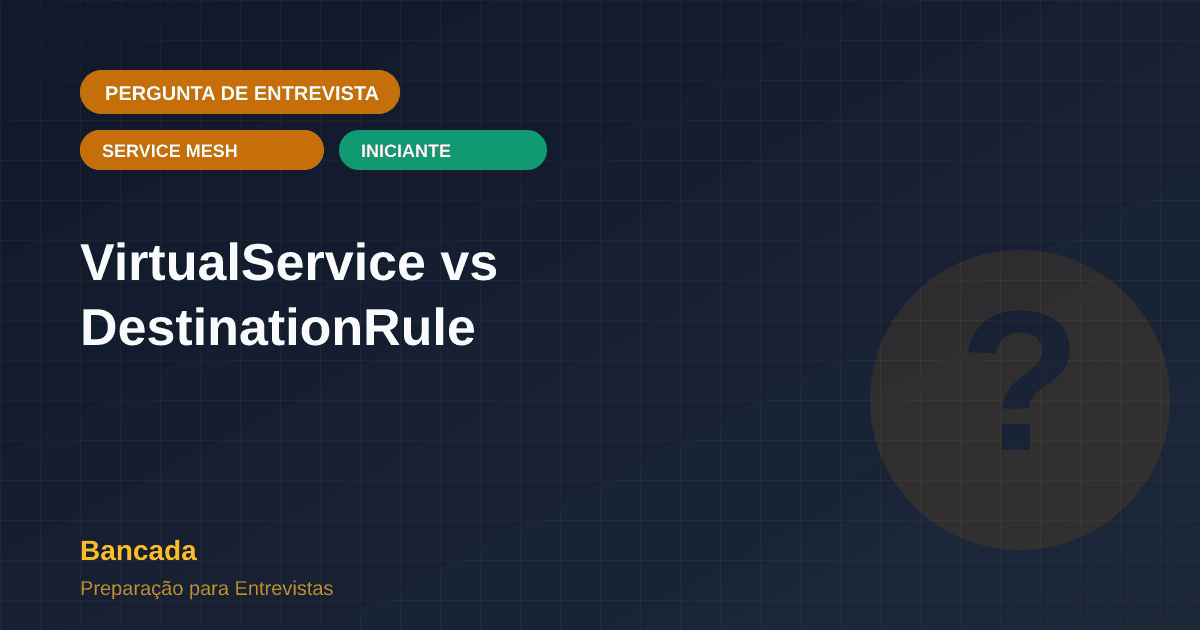 PERGUNTA DE ENTREVISTA
SERVICE MESH
INICIANTE
VirtualService vs
DestinationRule
?
Bancada
Preparação para Entrevistas